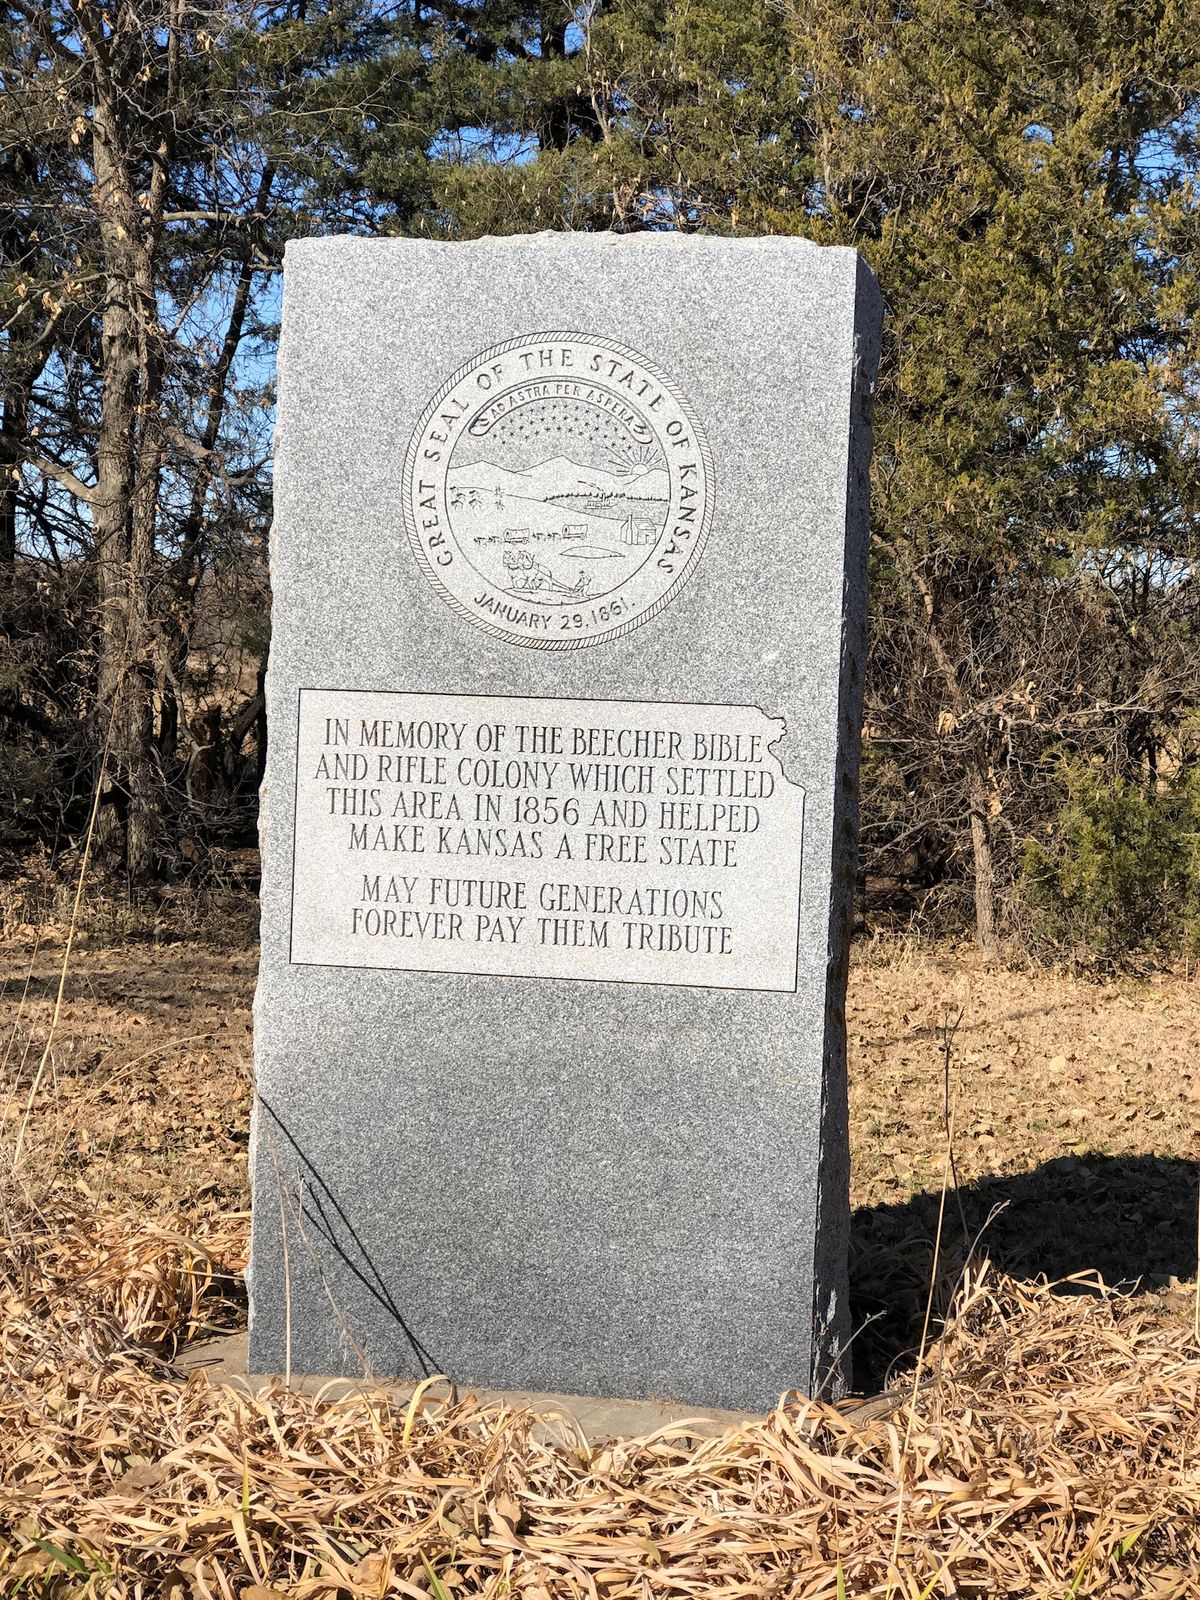 GREAT SEAL OF THE STATE OF KANSAS
AD ASTRA PER ASPERA
JANUARY 29, 1861.
IN MEMORY OF THE BEECHER BIBLE
AND RIFLE COLONY WHICH SETTLED
THIS AREA IN 1856 AND HELPED
MAKE KANSAS A FREE STATE
MAY FUTURE GENERATIONS
FOREVER PAY THEM TRIBUTE